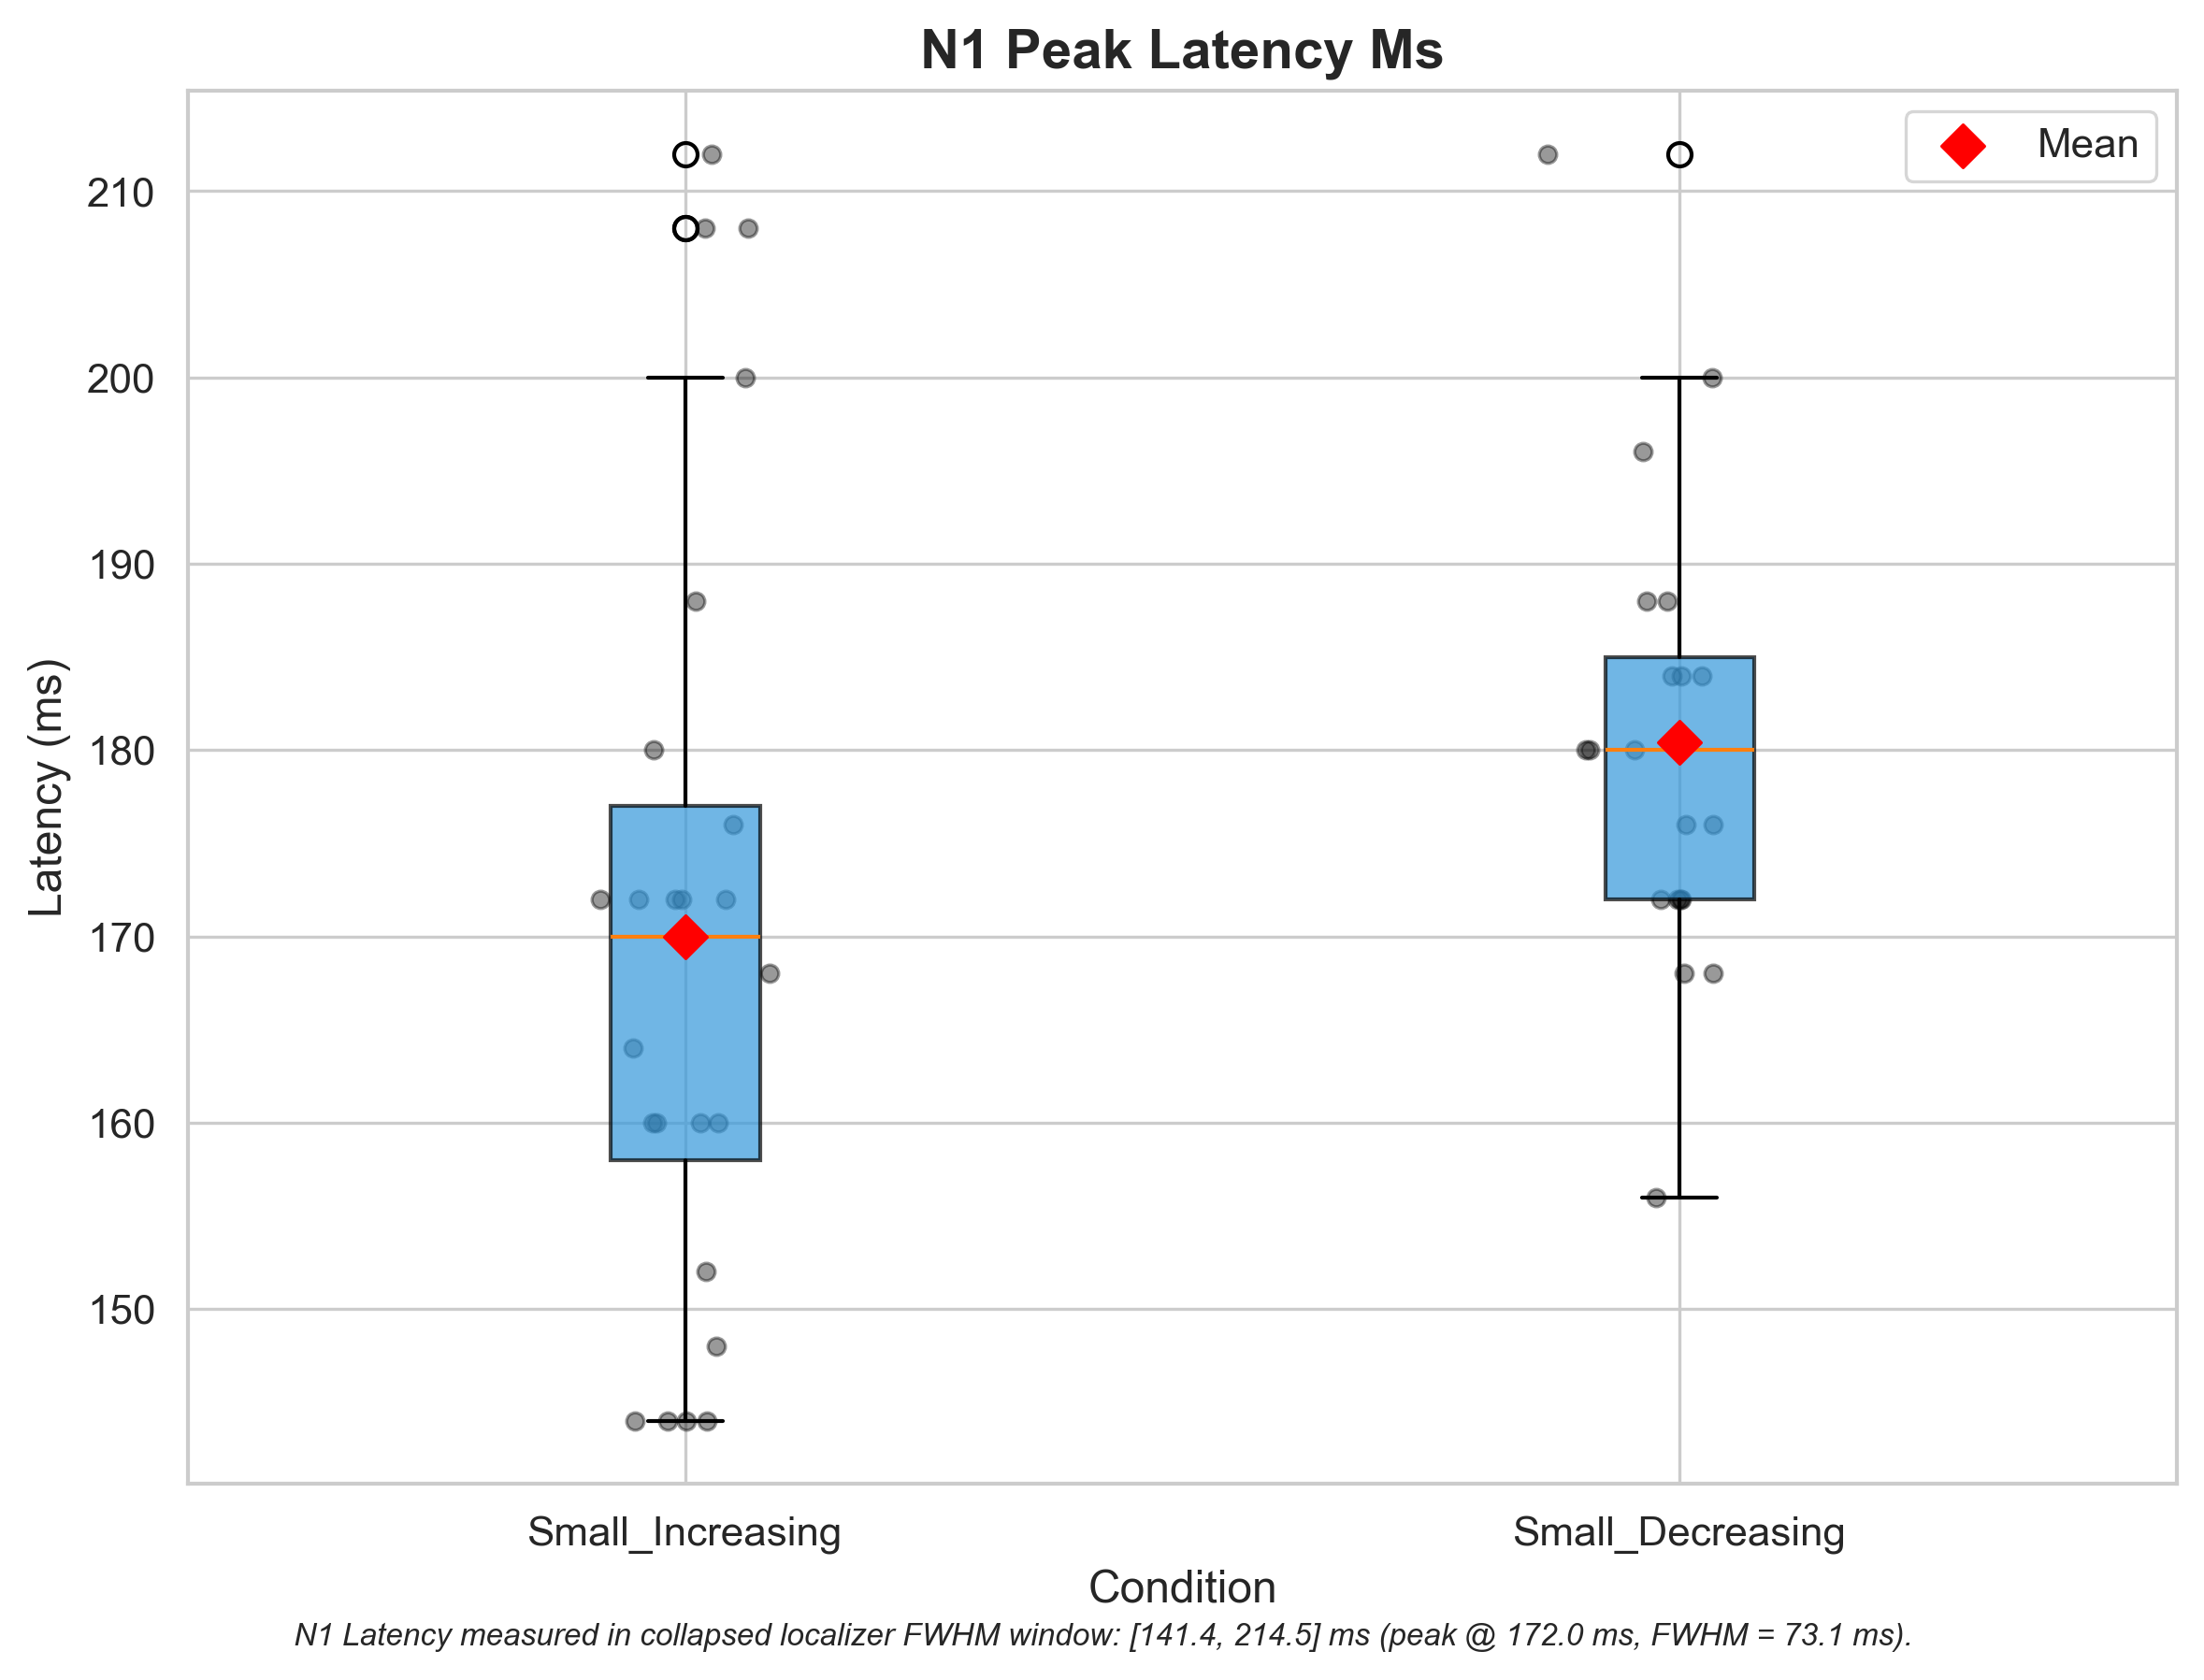 N1 Peak Latency Ms
Mean
Latency (ms)
210
200
190
180
170
160
150
Small_Increasing
Small_Decreasing
Condition
N1 Latency measured in collapsed localizer FWHM window: [141.4, 214.5] ms (peak @ 172.0 ms, FWHM = 73.1 ms).